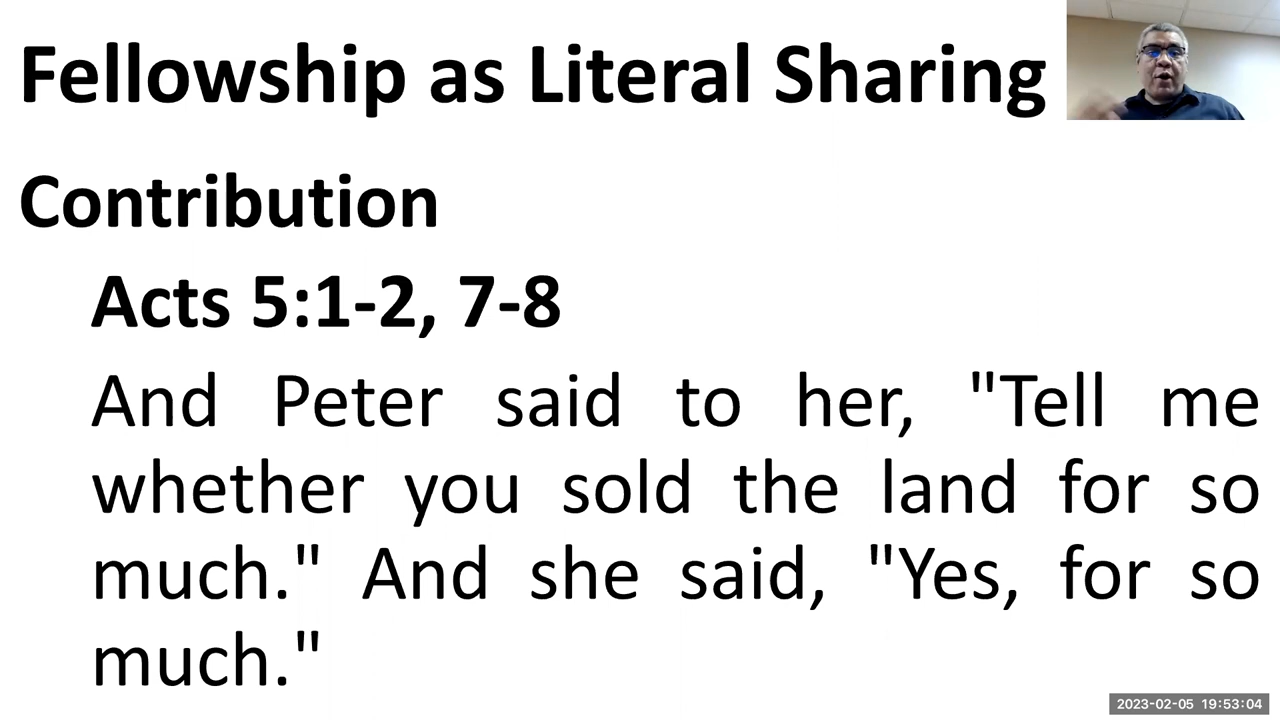 Fellowship as Literal Sharing
Contribution
Acts 5:1-2, 7-8
And Peter said to her, "Tell me
whether you sold the land for so
much." And she said, "Yes, for so
much."
2023-02-05 19:53:04